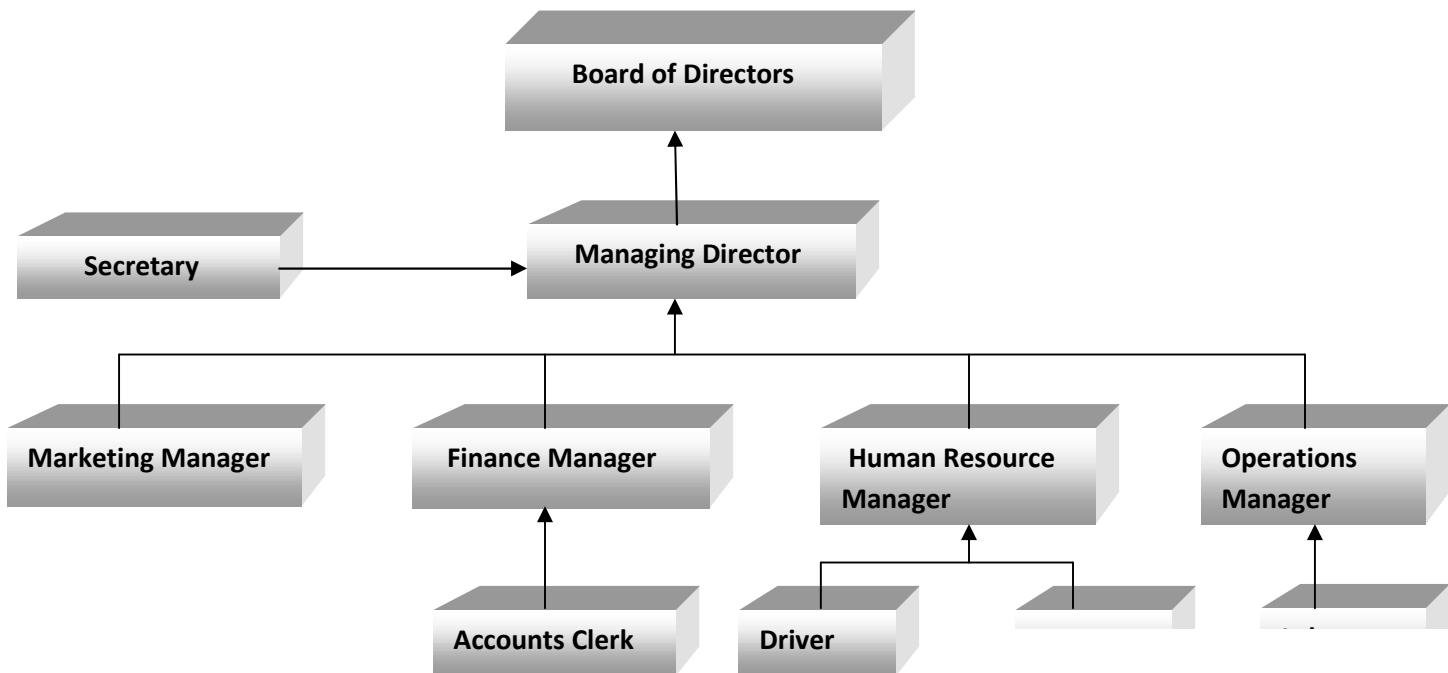 Board of Directors
Secretary
Managing Director
Marketing Manager
Finance Manager
Human Resource
Manager
Operations
Manager
Accounts Clerk
Driver